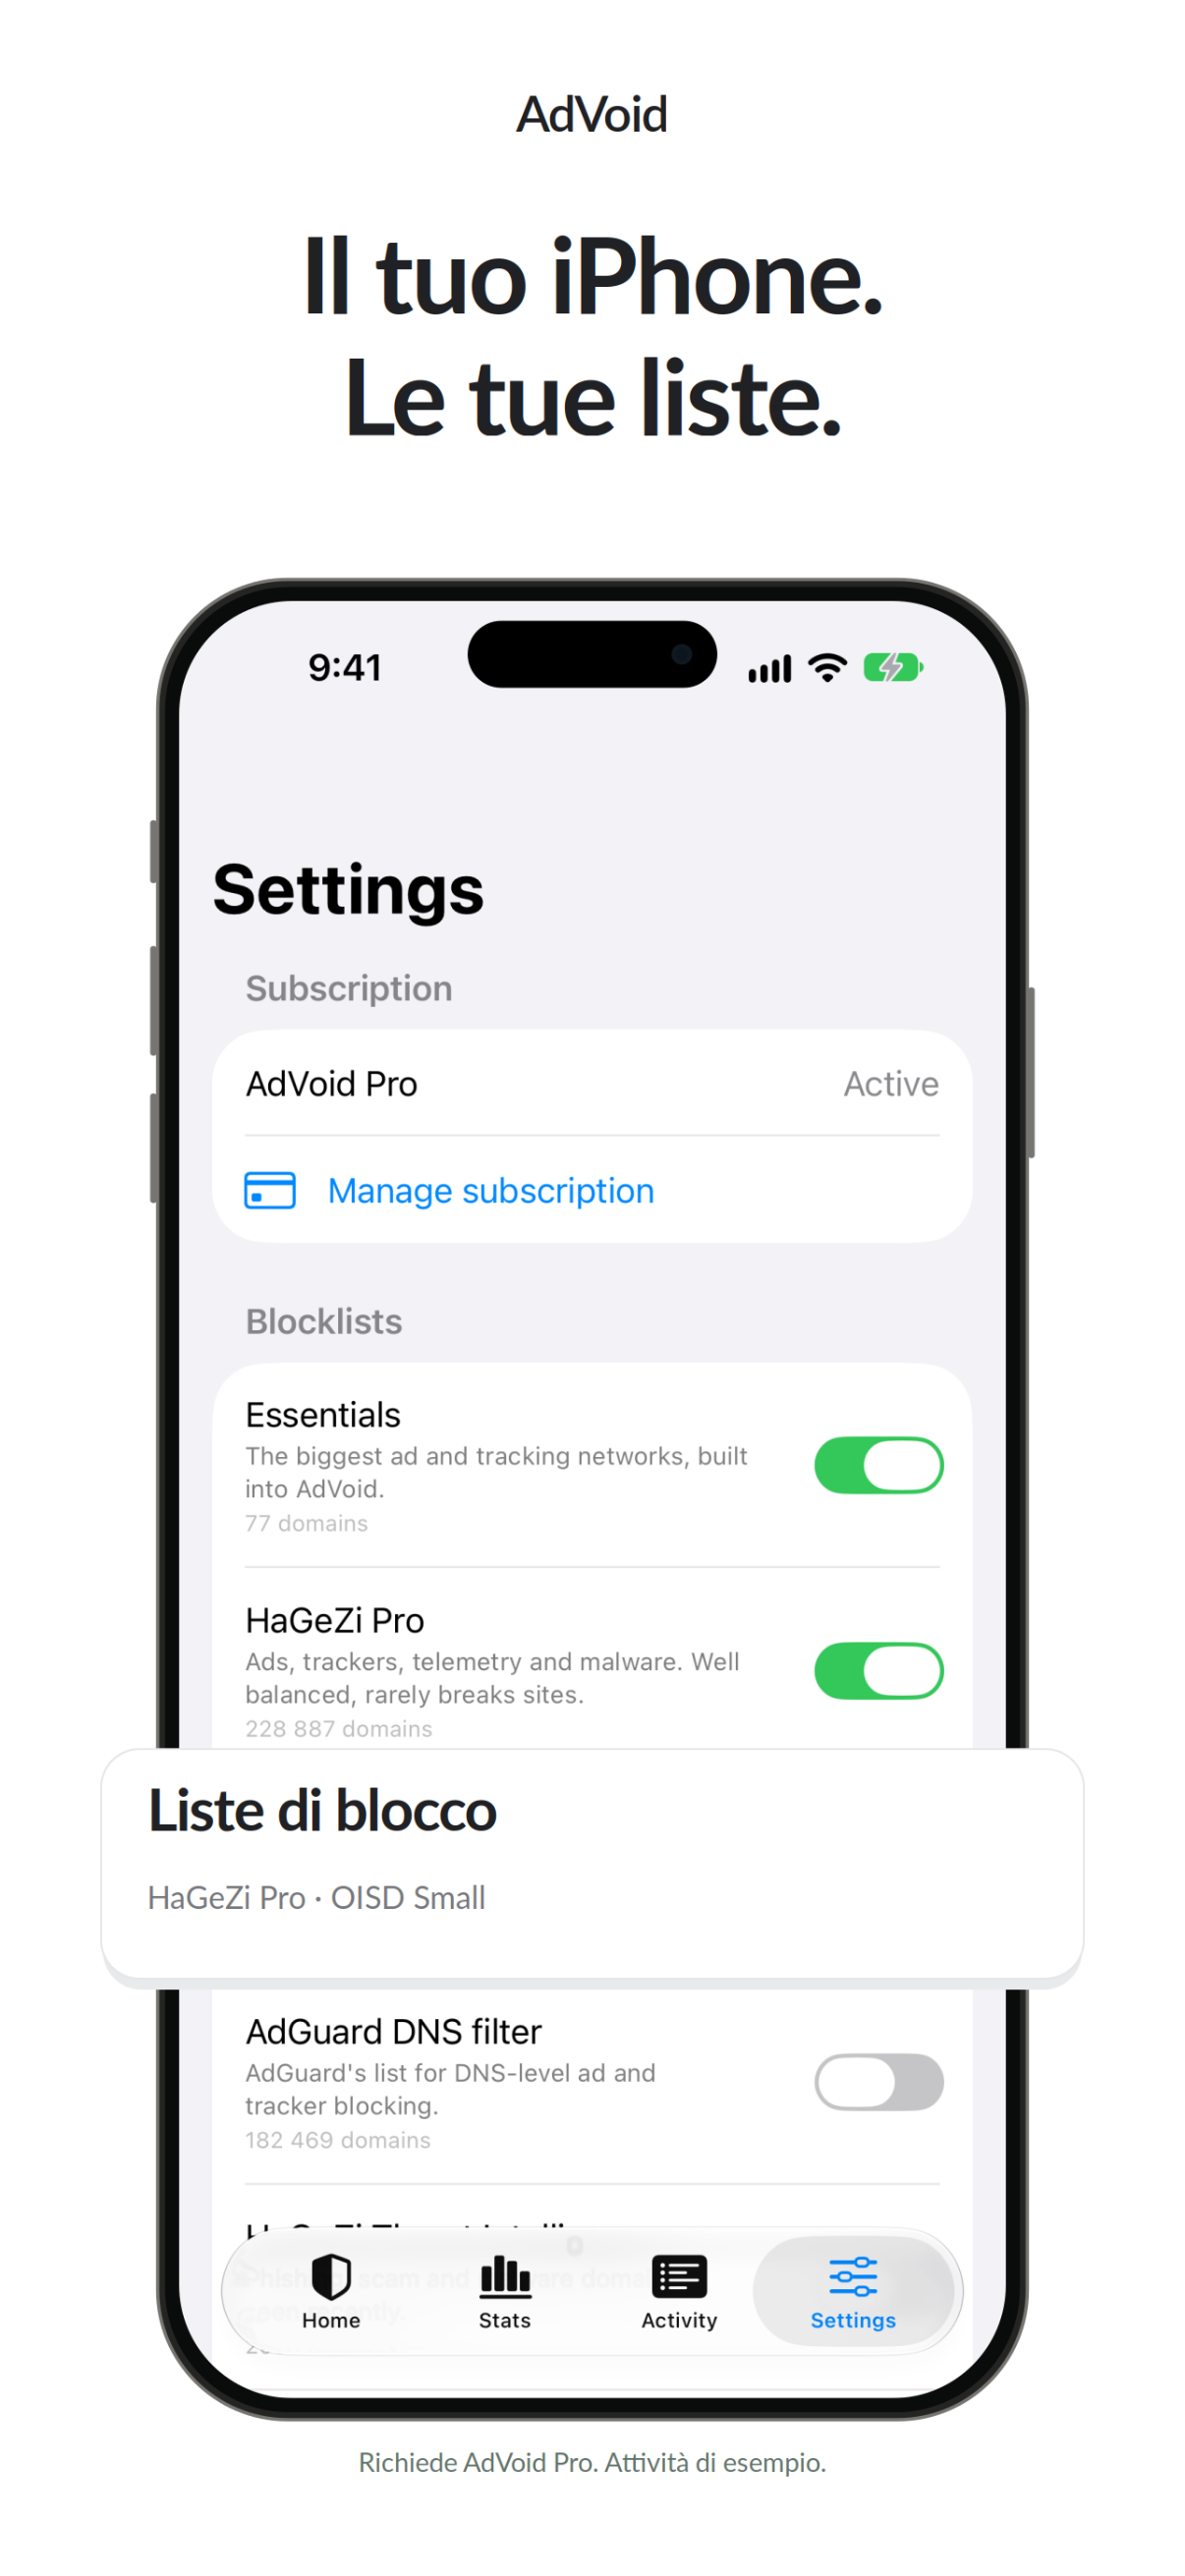 AdVoid
Il tuo iPhone.
Le tue liste.
9:41
Settings
Subscription
AdVoid Pro
Active
Manage subscription
Blocklists
Essentials
The biggest ad and tracking networks, built
into AdVoid.
77 domains
HaGeZi Pro
Ads, trackers, telemetry and malware. Well
balanced, rarely breaks sites.
228 887 domains
Liste di blocco
HaGeZi Pro · OISD Small
AdGuard DNS filter
AdGuard's list for DNS-level ad and
tracker blocking.
182 469 domains
scam and
Home
Stats
Activity
Settings
Richiede AdVoid Pro. Attività di esempio.